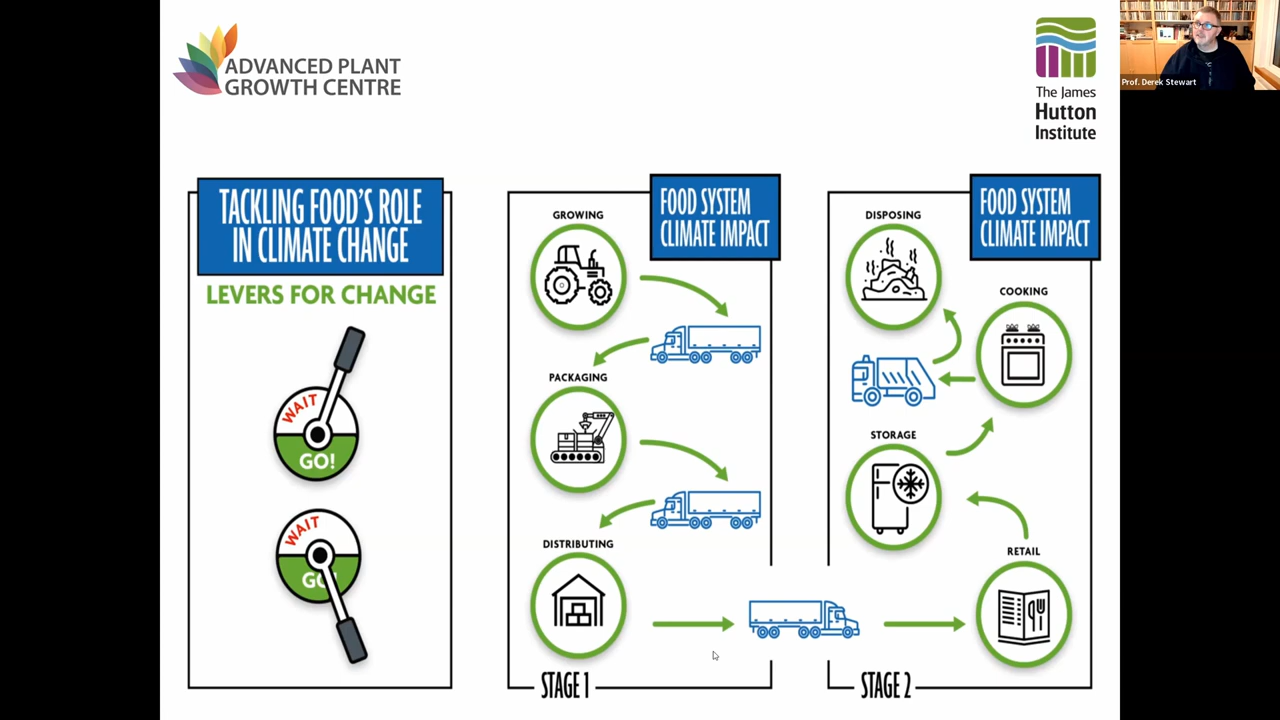 ADVANCED PLANT
GROWTH CENTRE
The James
Hutton
Institute
Prof. Derek Stewart
TACKLING FOOD'S ROLE
IN CLIMATE CHANGE
LEVERS FOR CHANGE
WAIT
GO!
WAIT
GO!
FOOD SYSTEM
CLIMATE IMPACT
GROWING
PACKAGING
DISTRIBUTING
STAGE 1
FOOD SYSTEM
CLIMATE IMPACT
DISPOSING
COOKING
STORAGE
RETAIL
STAGE 2